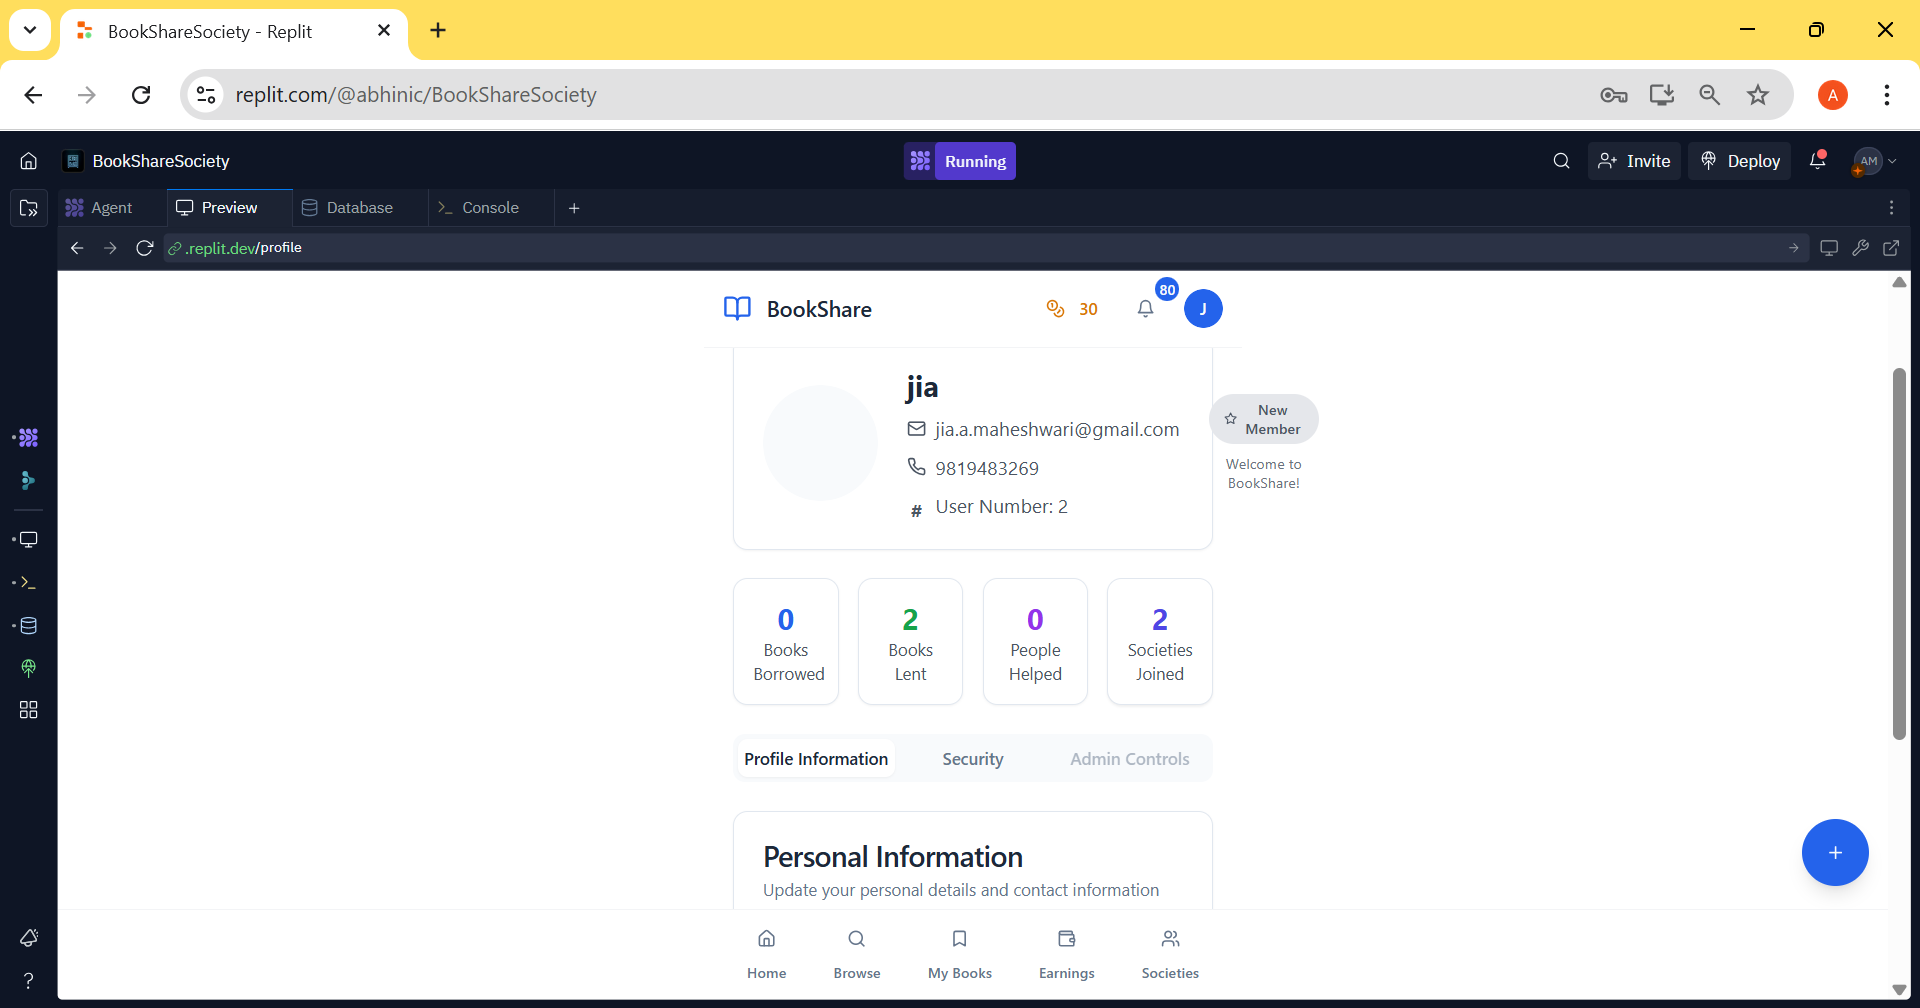 BookShareSociety - Replit
replit.com/@abhinic/BookShareSociety
A
BookShareSociety
Running
Invite
Deploy
AM
Agent
Preview
Database
Console
.replit.dev/profile
BookShare
30
80
J
jia
jia.a.maheshwari@gmail.com
9819483269
# User Number: 2
New
Member
Welcome to
BookShare!
0
Books
Borrowed
2
Books
Lent
0
People
Helped
2
Societies
Joined
Profile Information
Security
Admin Controls
Personal Information
Update your personal details and contact information
+
Home
Browse
My Books
Earnings
Societies
?